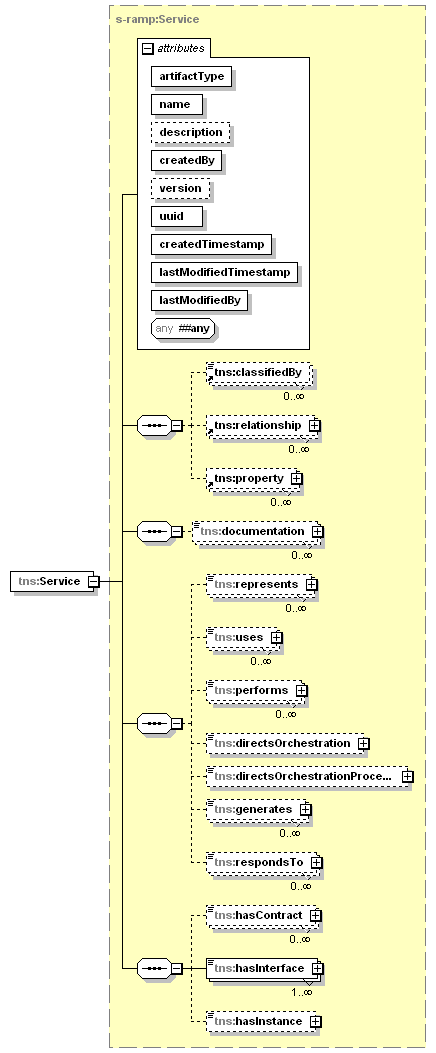 s-ramp:Service
attributes
artifactType
name
description
createdBy
version
uuid
createdTimestamp
lastModifiedTimestamp
lastModifiedBy
any ##any
tns:classifiedBy
0..∞
tns:relationship
0..∞
tns:property
0..∞
tns:documentation
0..∞
tns:Service
tns:represents
0..∞
tns:uses
0..∞
tns:performs
0..∞
tns:directsOrchestration
tns:directsOrchestrationProce...
tns:generates
0..∞
tns:respondsTo
0..∞
tns:hasContract
0..∞
tns:hasInterface
1..∞
tns:hasInstance